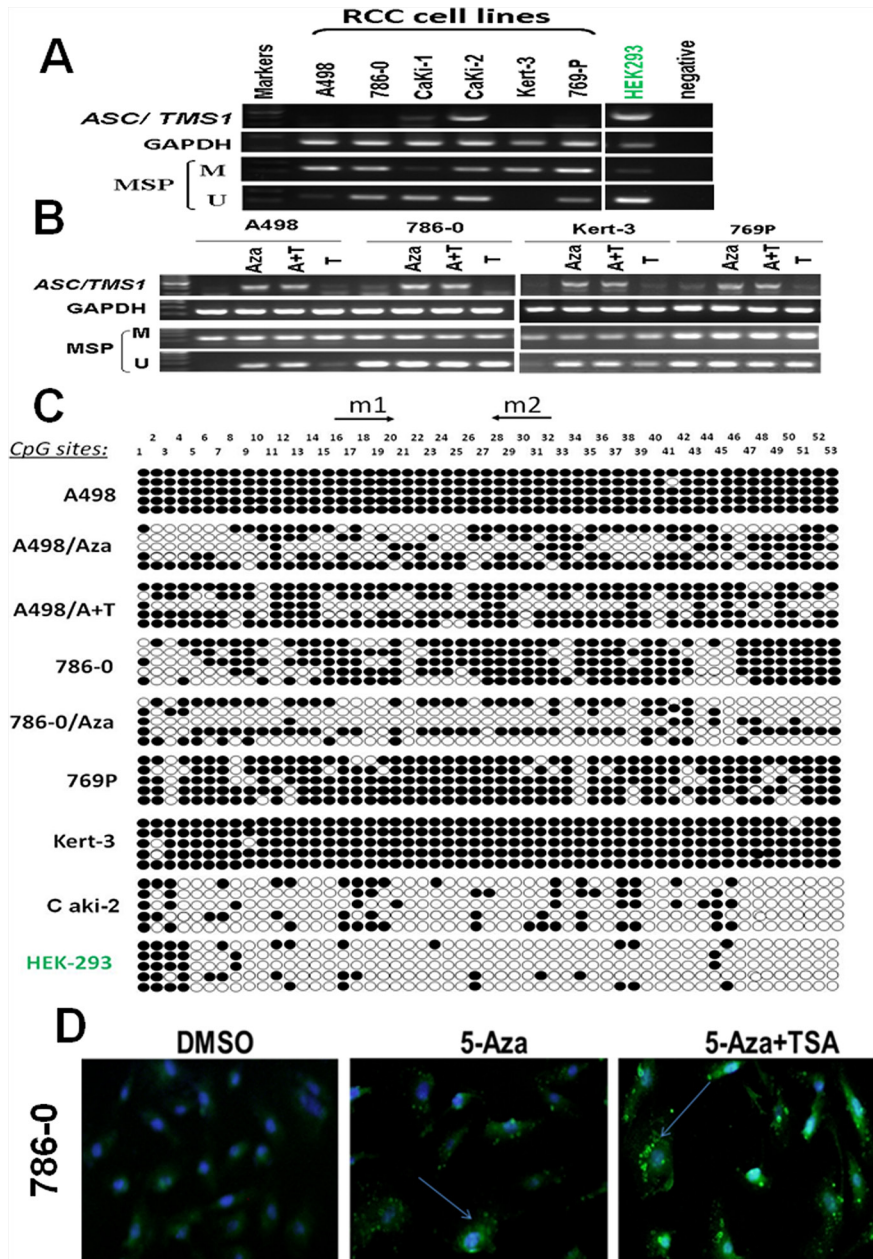 RCC cell lines
A
Markers
A498
786-0
CaKi-1
CaKi-2
Kert-3
769-P
HEK293
negative
ASC/ TMS1
GAPDH
MSP
M
U
B
A498
786-0
Kert-3
769P
Aza
A+T
T
Aza
A+T
T
Aza
A+T
T
Aza
A+T
T
ASC/TMS1
GAPDH
MSP
M
U
C
m1
m2
2 4 6 8 10 12 14 16 18 20 22 24 26 28 30 32 34 36 38 40 42 44 46 48 50 52
CpG sites:
1 3 5 7 9 11 13 15 17 19 21 23 25 27 29 31 33 35 37 39 41 43 45 47 49 51 53
A498
A498/Aza
A498/A+T
786-0
786-0/Aza
769P
Kert-3
C aki-2
HEK-293
D
DMSO
5-Aza
5-Aza+TSA
786-0